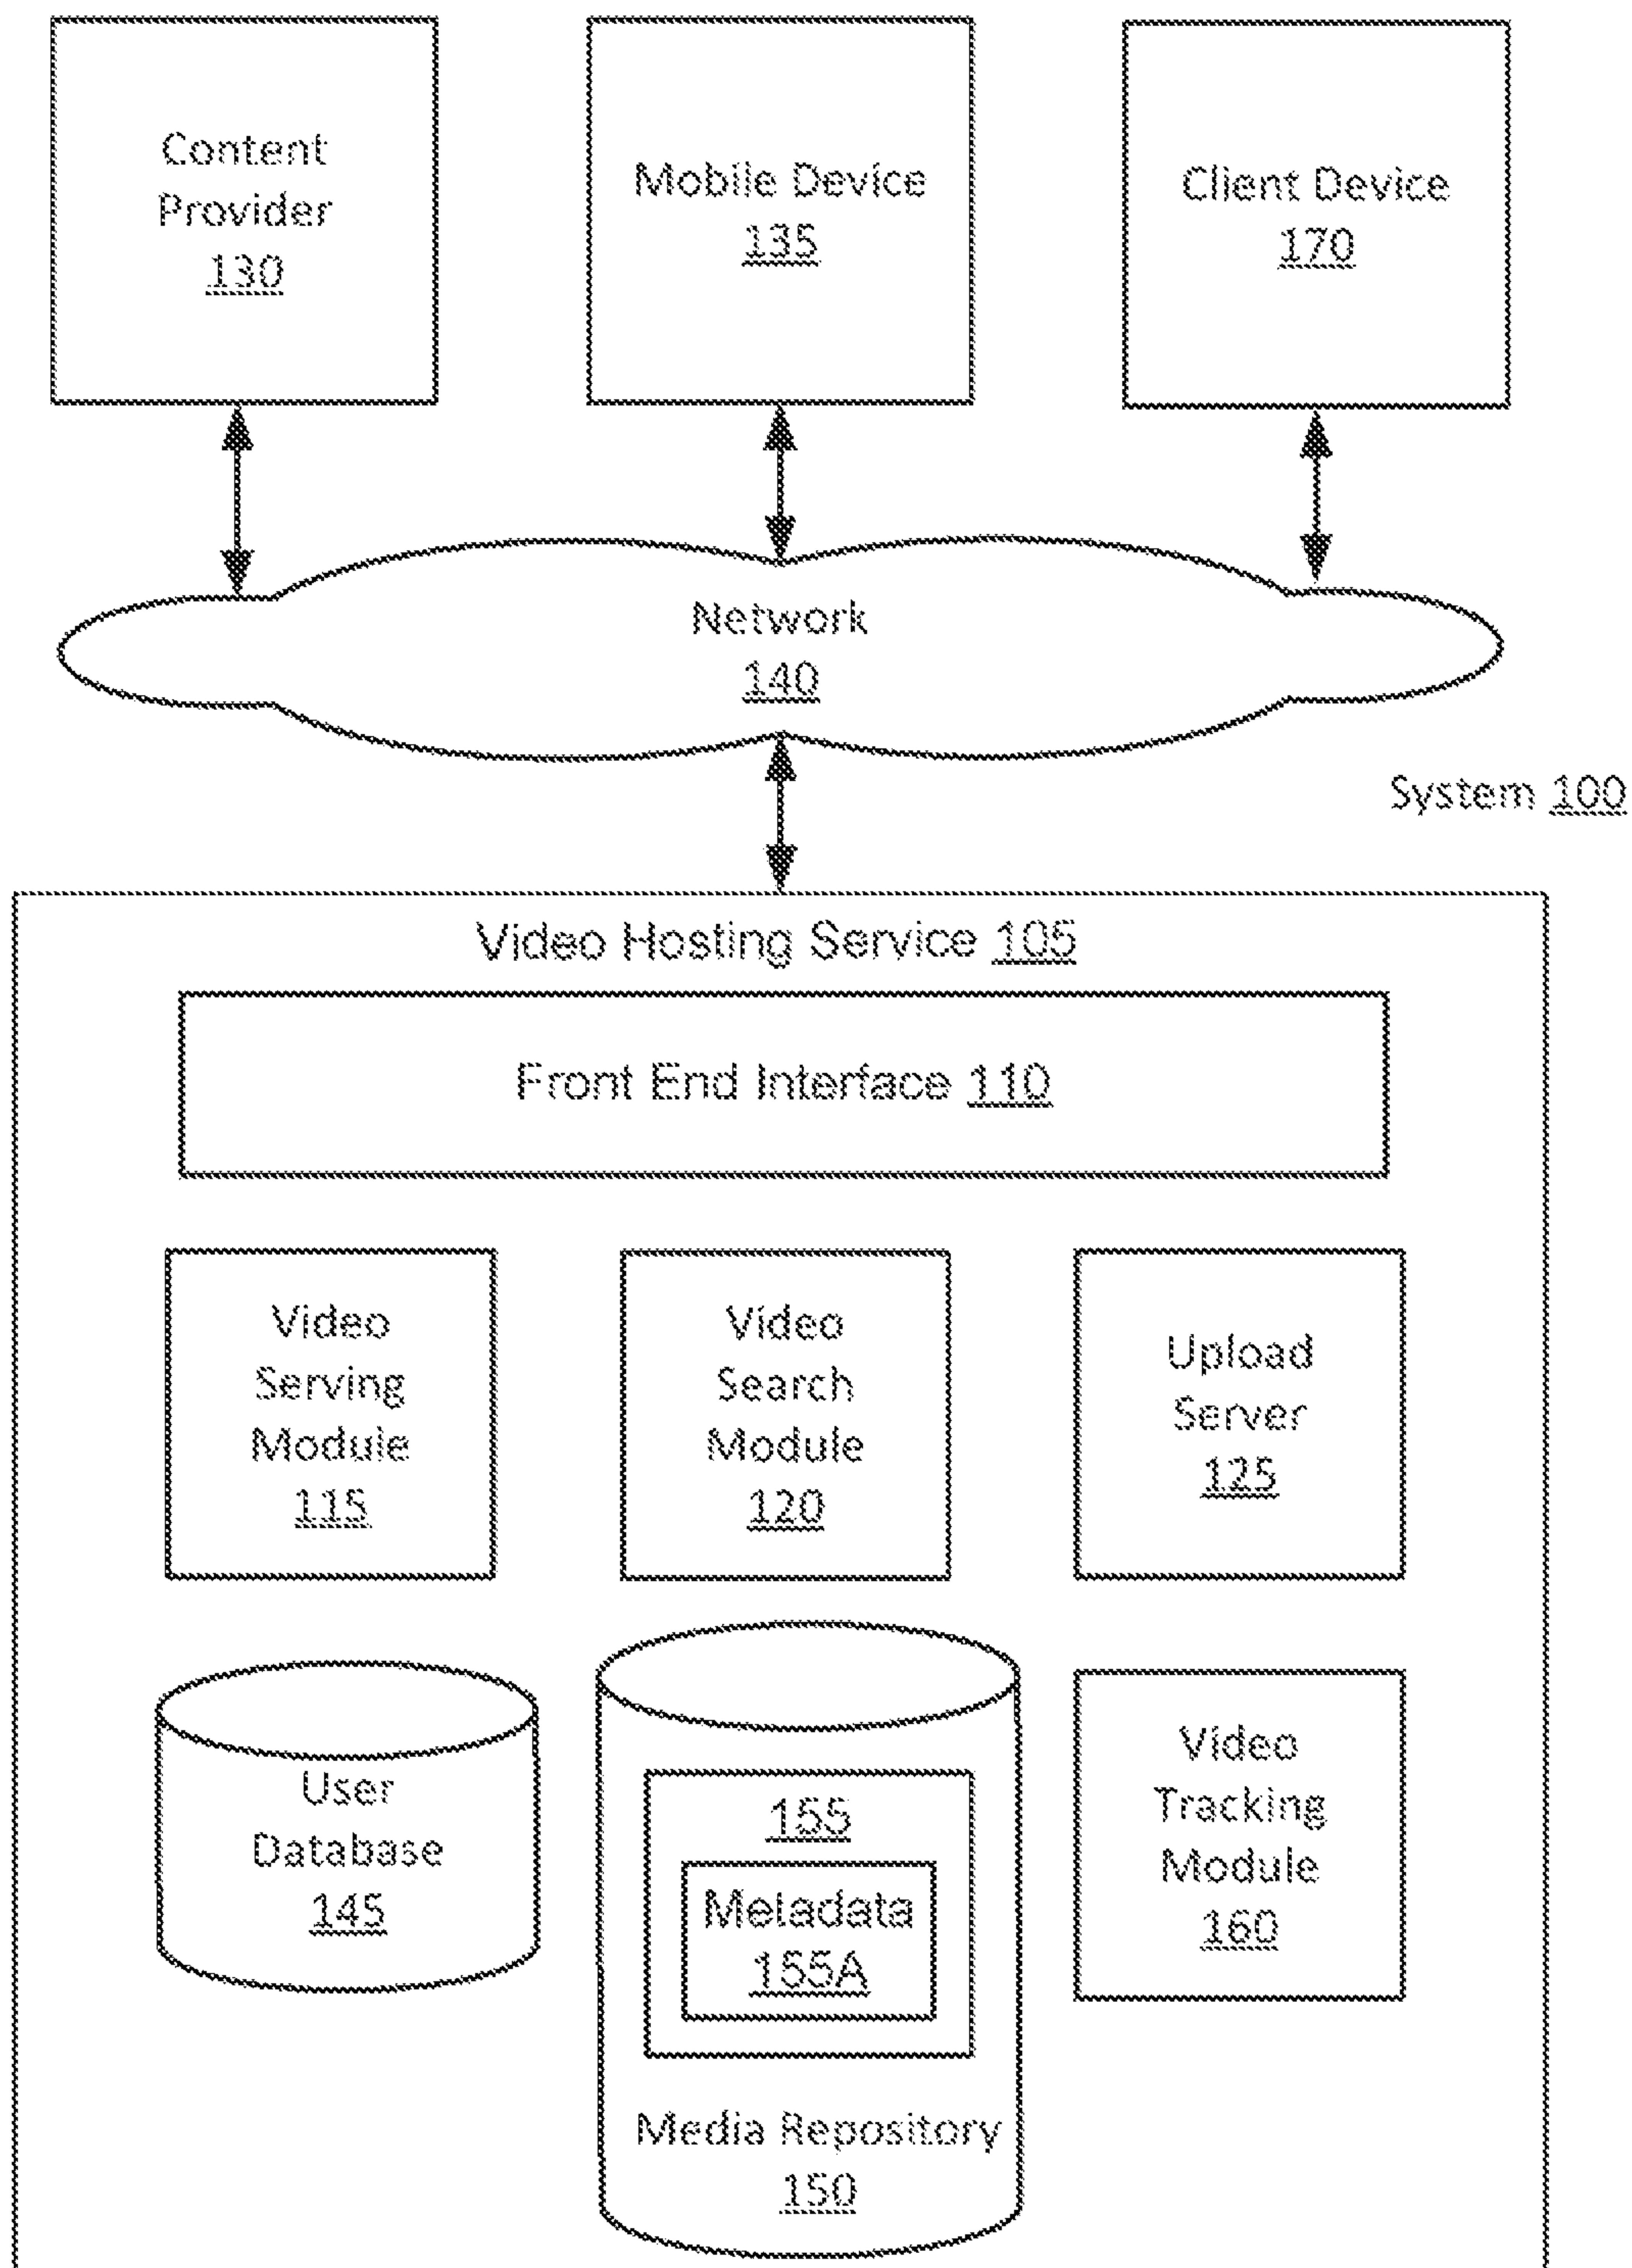 Content
Provider
130
Mobile Device
135
Client Device
170
Network
140
System 100
Video Hosting Service 105
Front End Interface 110
Video
Serving
Module
115
Video
Search
Module
120
Upload
Server
125
User
Database
145
155
Metadata
155A
Media Repository
150
Video
Tracking
Module
160